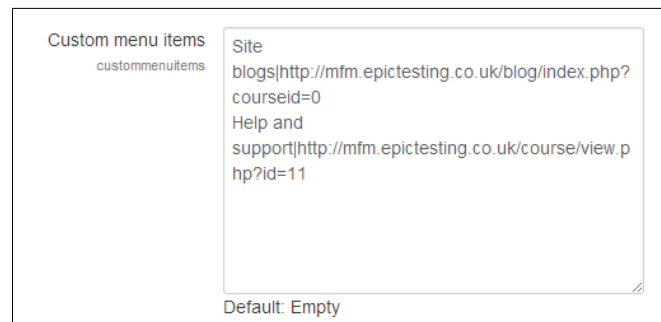 Custom menu items
custommenuitems
Site
blogs|http://mfm.epictesting.co.uk/blog/index.php?
courseid=0
Help and
support|http://mfm.epictesting.co.uk/course/view.p
hp?id=11
Default: Empty